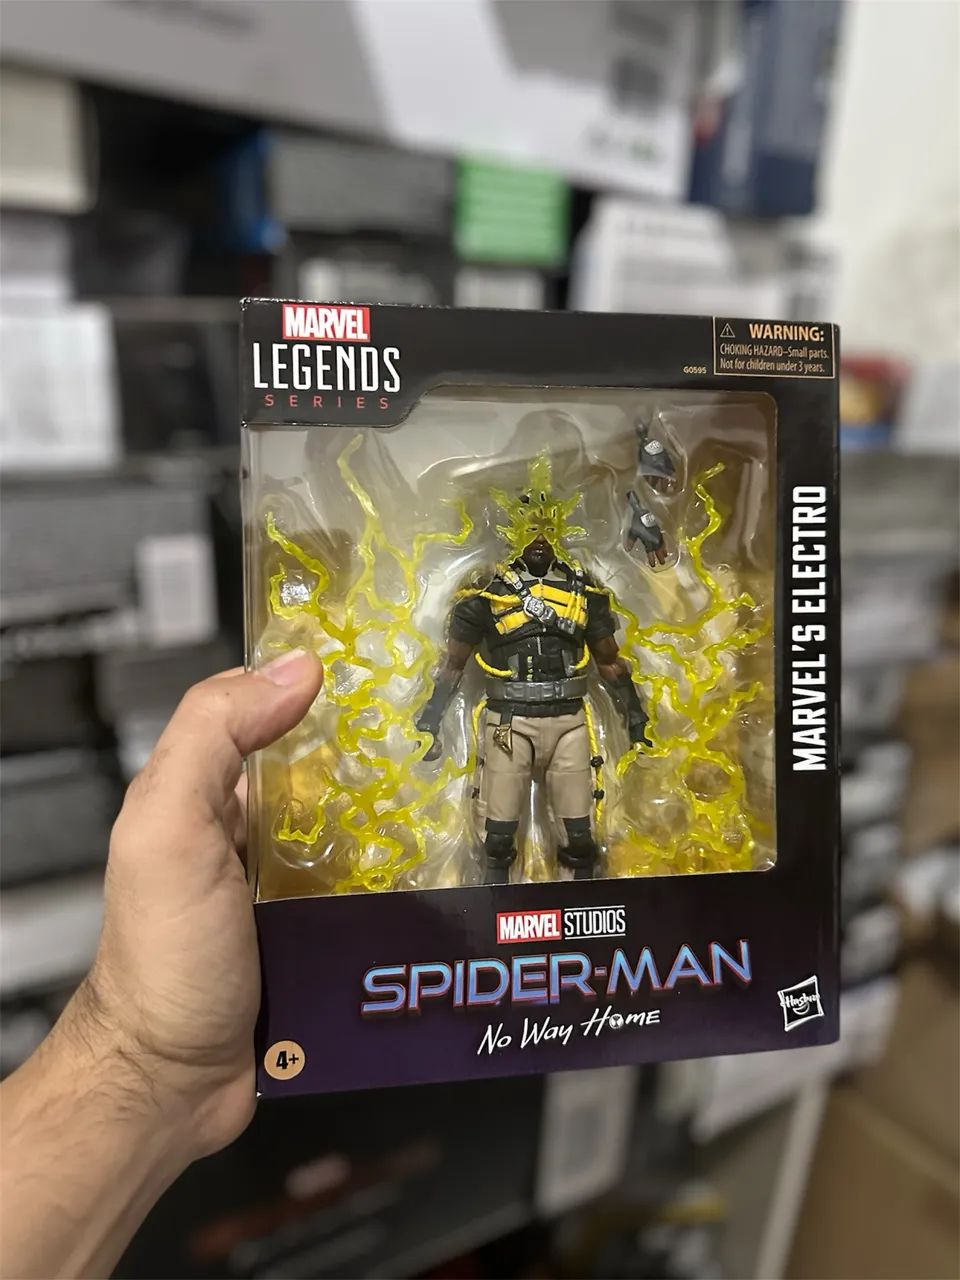 MARVEL
LEGENDS
SERIES
G0595
⚠ WARNING:
CHOKING HAZARD–Small parts.
Not for children under 3 years.
MARVEL'S ELECTRO
MARVEL STUDIOS
SPIDER-MAN
No Way Home
Hasbro
4+